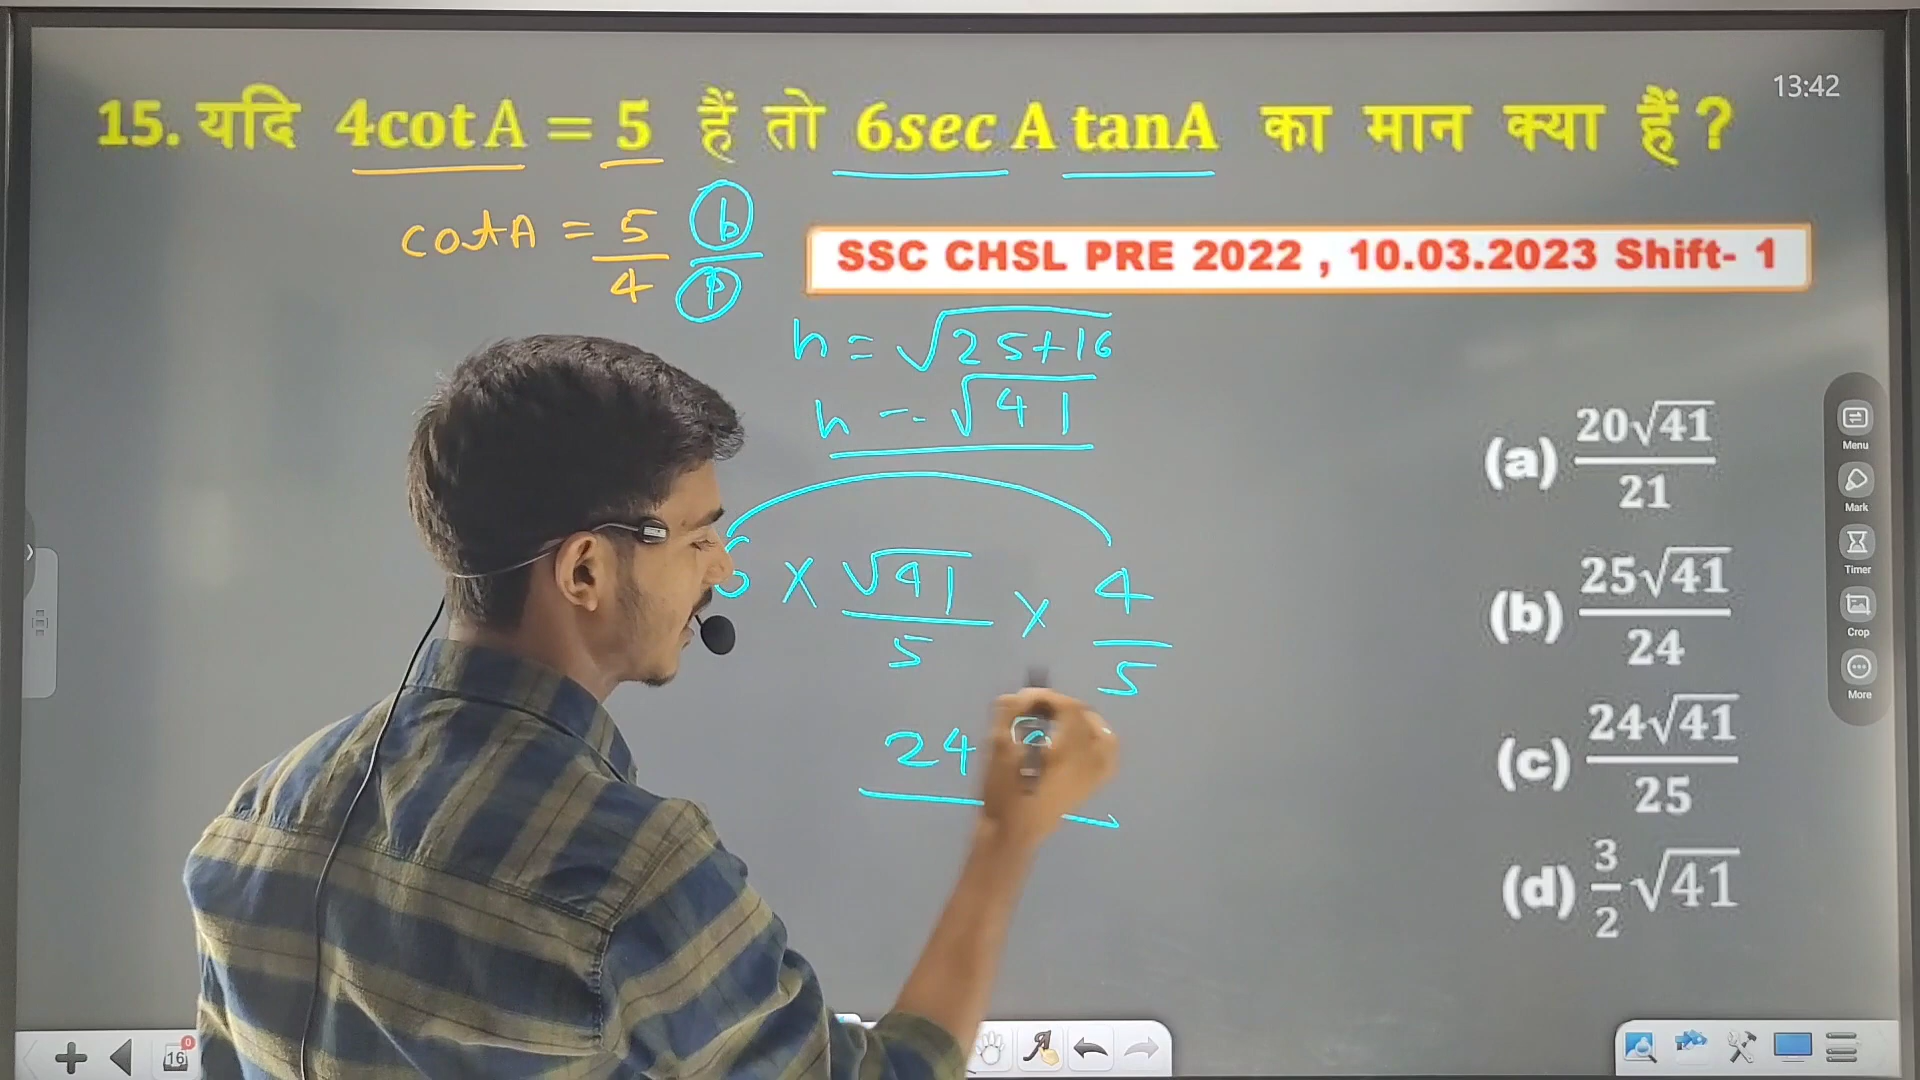 13:42
15. यदि 4cot A = 5 हैं तो 6sec A tanA का मान क्या हैं ?
cotA = 5/4 b/p
SSC CHSL PRE 2022 , 10.03.2023 Shift- 1
h = √25+16
h = √41
6 × √41/5 × 4/5
24
(a) 20√41/21
(b) 25√41/24
(c) 24√41/25
(d) 3/2 √41
Menu
Mark
Timer
Crop
More
16
0